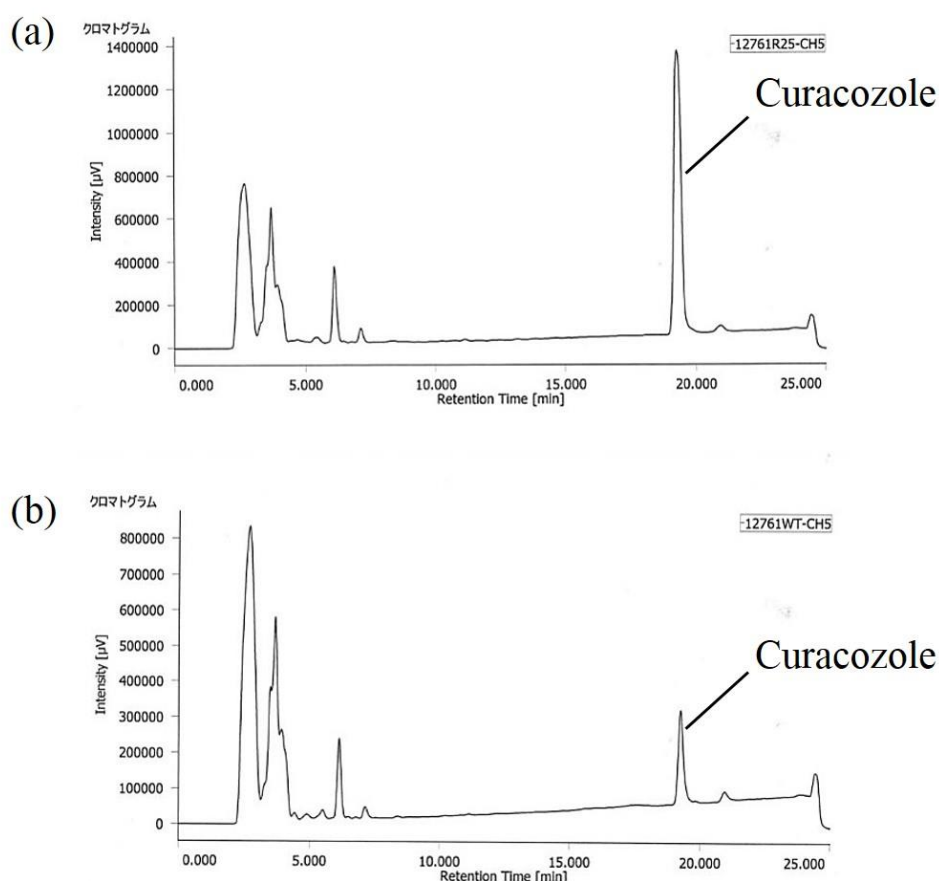 (a)
クロマトグラム
-12761R25-CH5
1400000
Curacozole
1200000
1000000
800000
600000
400000
200000
0
Intensity [µV]
0.000 5.000 10.000 15.000 20.000 25.000
Retention Time [min]
(b)
クロマトグラム
-12761WT-CH5
800000
700000
600000
Curacozole
500000
400000
300000
200000
100000
0
Intensity [µV]
0.000 5.000 10.000 15.000 20.000 25.000
Retention Time [min]